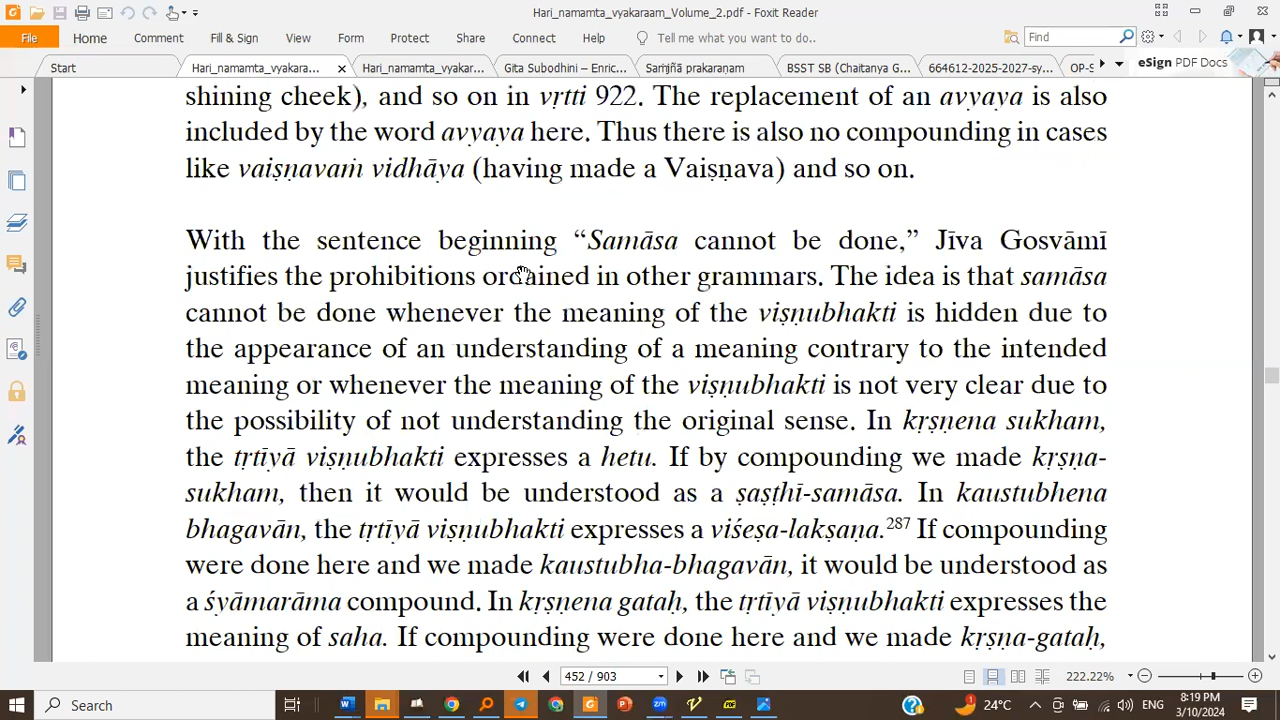 Hari_namamta_vyakaraam_Volume_2.pdf - Foxit Reader
File Home Comment Fill & Sign View Form Protect Share Connect Help Tell me what you want to do.. Find
Start Hari_namamta_vyakara... Hari_namamta_vyakar... Gita Subodhini – Enric... Saṁjñā prakaraṇam BSST SB (Chaitanya G... 664612-2025-2027-sy... OP-S eSign PDF Docs
shining cheek), and so on in vṛtti 922. The replacement of an avyaya is also
included by the word avyaya here. Thus there is also no compounding in cases
like vaiṣṇavaṁ vidhāya (having made a Vaiṣṇava) and so on.
With the sentence beginning “Samāsa cannot be done,” Jīva Gosvāmī
justifies the prohibitions ordained in other grammars. The idea is that samāsa
cannot be done whenever the meaning of the viṣṇubhakti is hidden due to
the appearance of an understanding of a meaning contrary to the intended
meaning or whenever the meaning of the viṣṇubhakti is not very clear due to
the possibility of not understanding the original sense. In kṛṣṇena sukham,
the tṛtīyā viṣṇubhakti expresses a hetu. If by compounding we made kṛṣṇa-
sukham, then it would be understood as a ṣaṣṭhī-samāsa. In kaustubhena
bhagavān, the tṛtīyā viṣṇubhakti expresses a viśeṣa-lakṣaṇa.287 If compounding
were done here and we made kaustubha-bhagavān, it would be understood as
a śyāmarāma compound. In kṛṣṇena gataḥ, the tṛtīyā viṣṇubhakti expresses the
meaning of saha. If compounding were done here and we made kṛṣṇa-gataḥ,
452 / 903 222.22%
Search 24°C 8:19 PM
3/10/2024